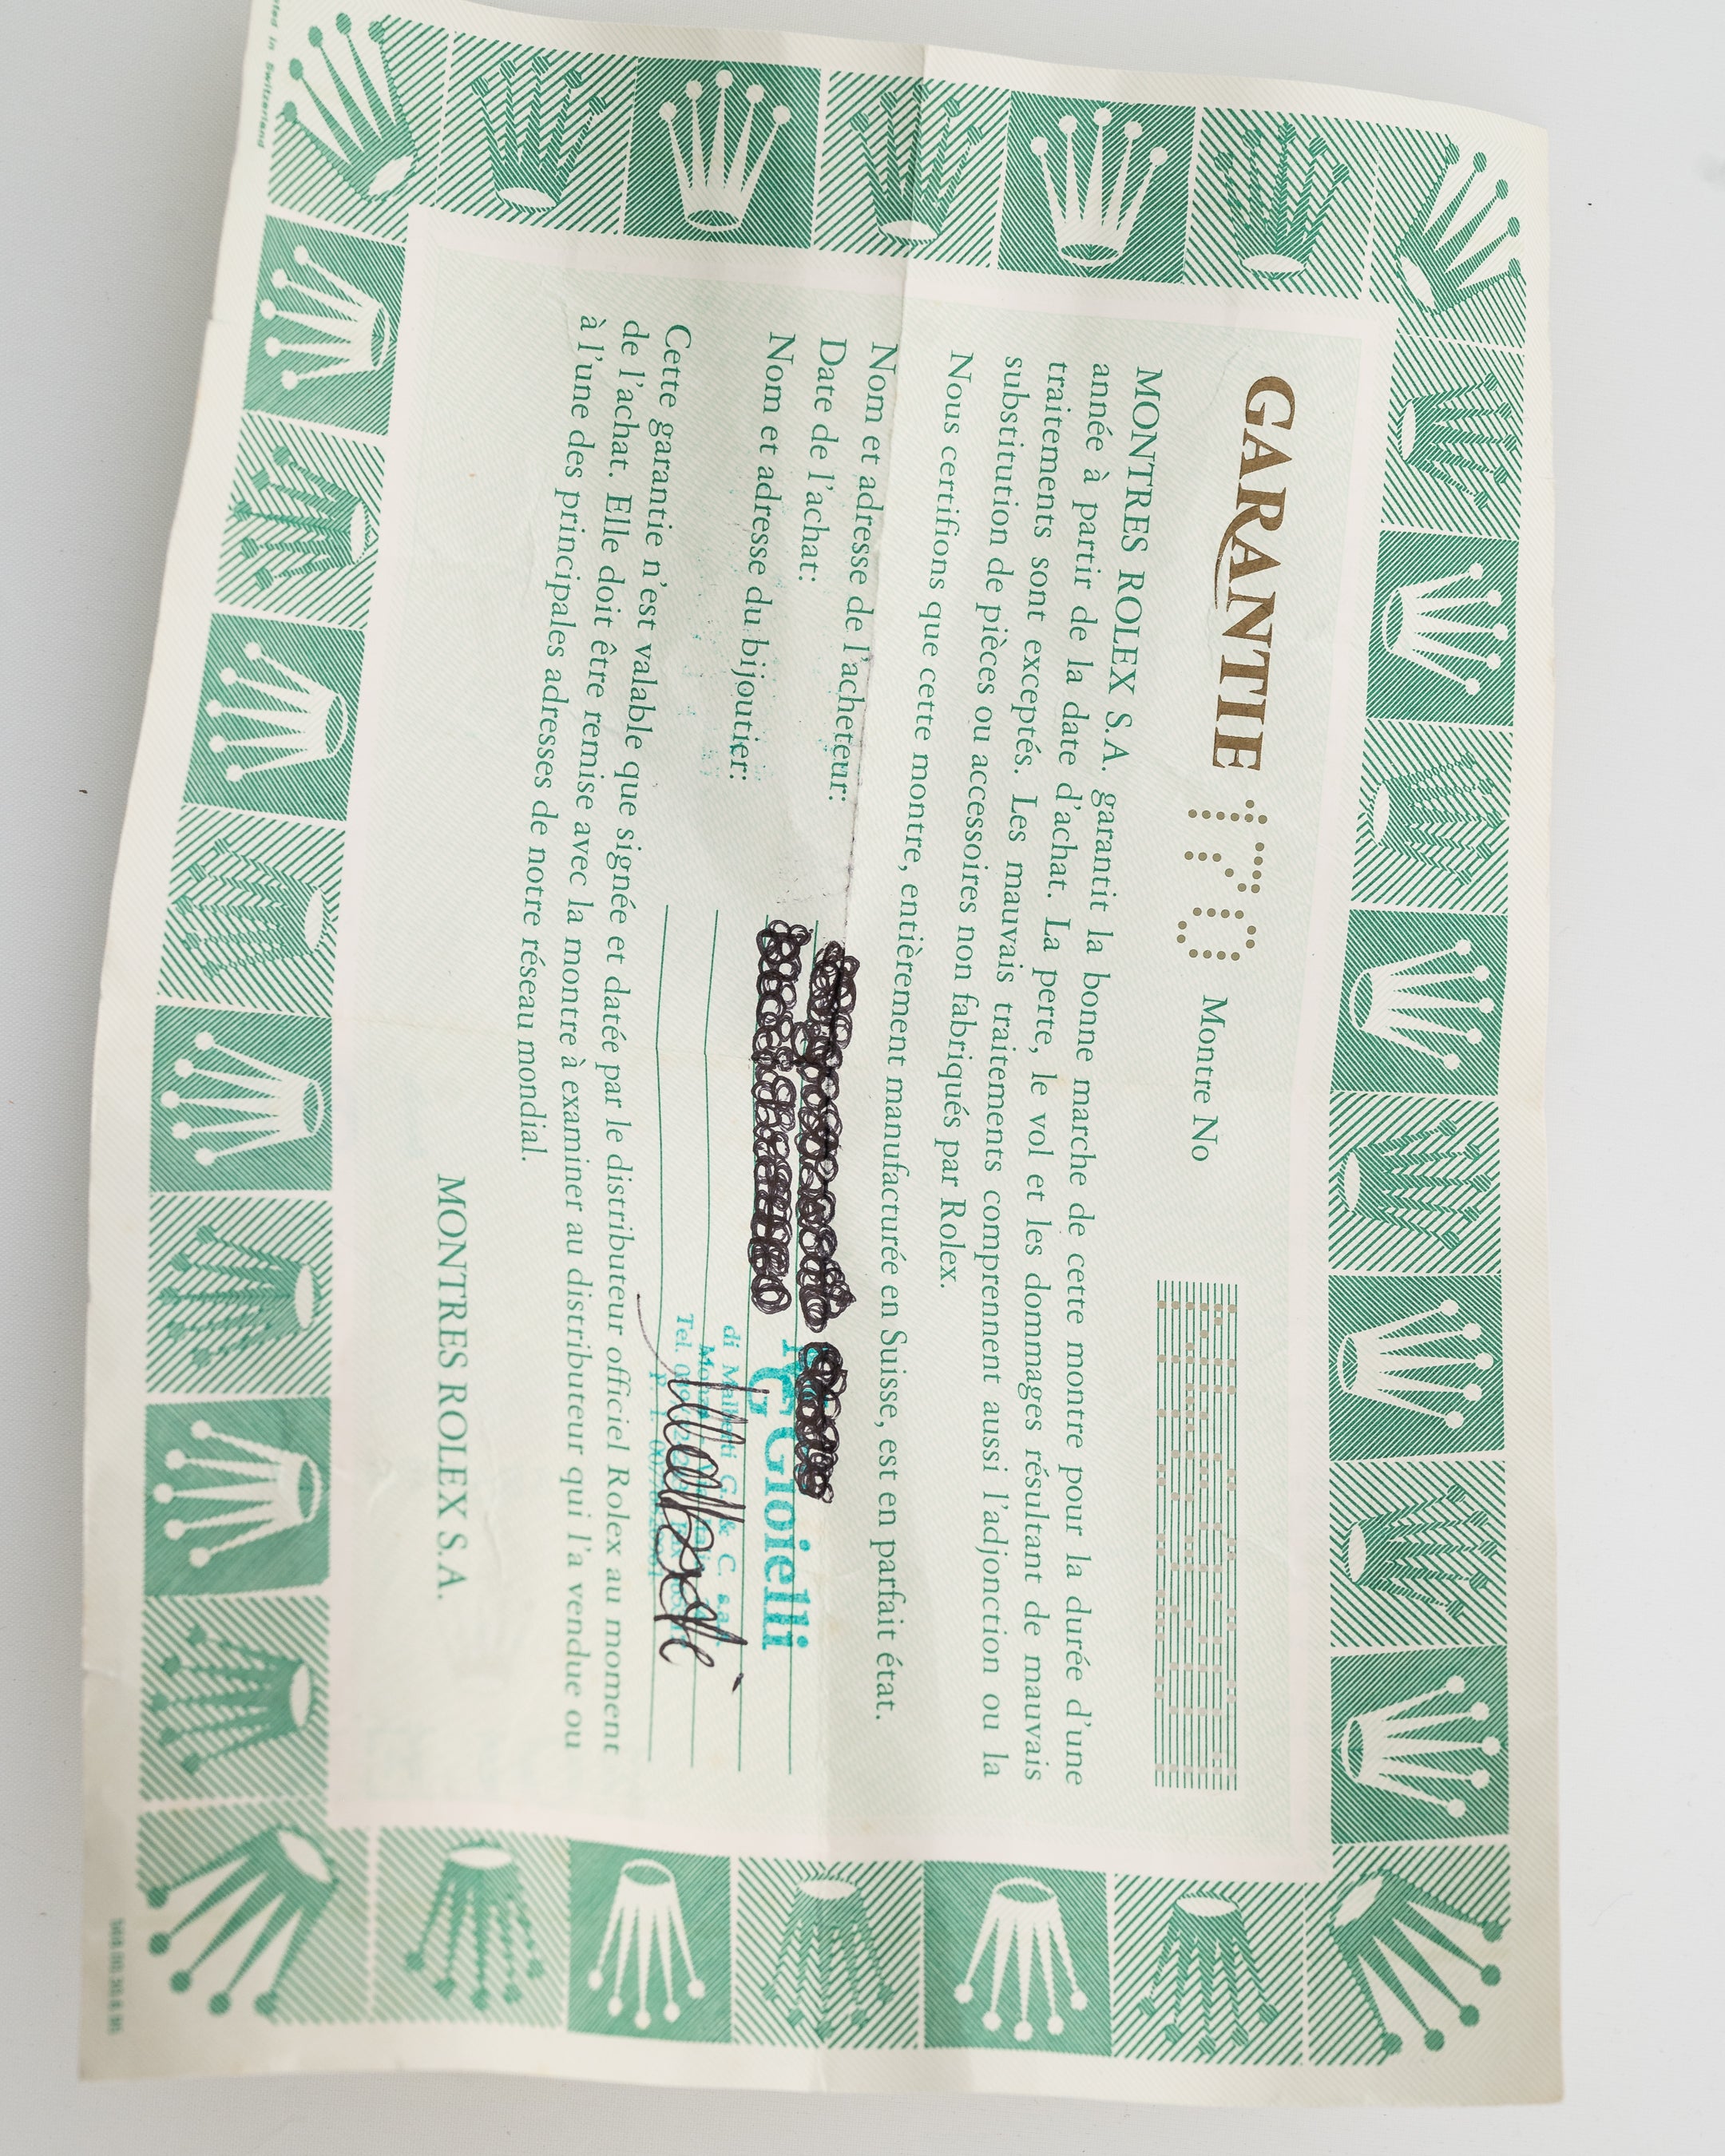 GARANTIE 170 Montre No
MONTRES ROLEX S.A. garantit la bonne marche de cette montre pour la durée d'une
année à partir de la date d'achat. La perte, le vol et les dommages résultant de mauvais
traitements sont exceptés. Les mauvais traitements comprennent aussi l'adjonction ou la
substitution de pièces ou accessoires non fabriqués par Rolex.
Nous certifions que cette montre, entièrement manufacturée en Suisse, est en parfait état.
Nom et adresse de l'acheteur:
Date de l'achat:
Nom et adresse du bijoutier:
Gioielli
di G. & C.
Tel.
Cette garantie n'est valable que signée et datée par le distributeur officiel Rolex au moment
de l'achat. Elle doit être remise avec la montre à examiner au distributeur qui l'a vendue ou
à l'une des principales adresses de notre réseau mondial.
MONTRES ROLEX S.A.
in Switzerland